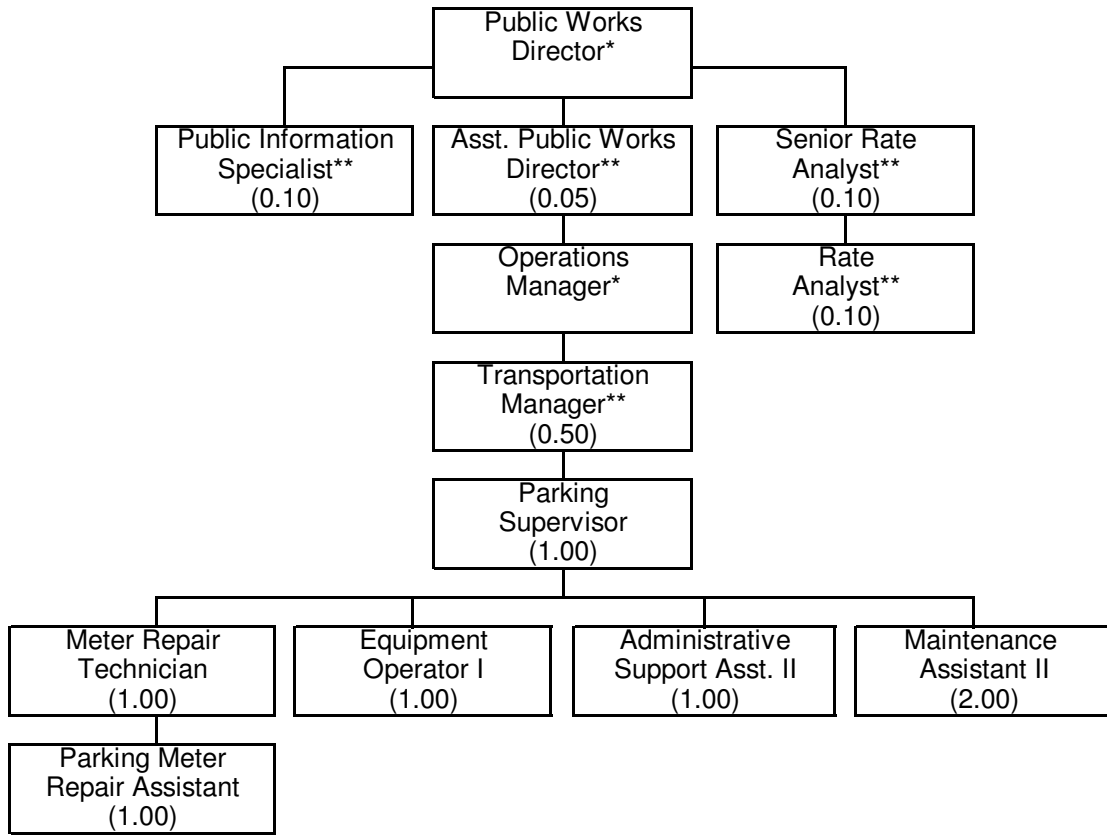 Public Works
Director*
Public Information
Specialist**
(0.10)
Asst. Public Works
Director**
(0.05)
Senior Rate
Analyst**
(0.10)
Operations
Manager*
Rate
Analyst**
(0.10)
Transportation
Manager**
(0.50)
Parking
Supervisor
(1.00)
Meter Repair
Technician
(1.00)
Equipment
Operator I
(1.00)
Administrative
Support Asst. II
(1.00)
Maintenance
Assistant II
(2.00)
Parking Meter
Repair Assistant
(1.00)